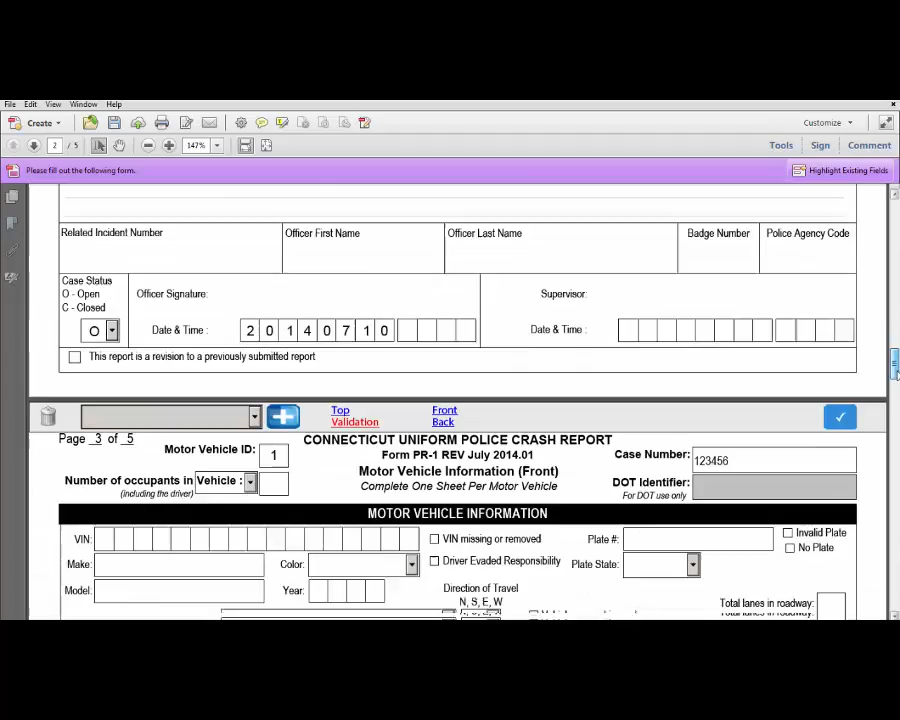 File Edit View Window Help ×
Create Customize
2 / 5 147% Tools Sign Comment
Please fill out the following form. Highlight Existing Fields
Related Incident Number Officer First Name Officer Last Name Badge Number Police Agency Code
Case Status
O - Open
C - Closed
Officer Signature: Supervisor:
O Date & Time : 2 0 1 4 0 7 1 0 Date & Time :
This report is a revision to a previously submitted report
Top Front
Validation Back
Page 3 of 5
Motor Vehicle ID: 1
CONNECTICUT UNIFORM POLICE CRASH REPORT
Form PR-1 REV July 2014.01
Motor Vehicle Information (Front)
Complete One Sheet Per Motor Vehicle
Case Number: 123456
Number of occupants in Vehicle :
(including the driver)
DOT Identifier:
For DOT use only
MOTOR VEHICLE INFORMATION
VIN: VIN missing or removed Plate #: Invalid Plate
No Plate
Make: Color: Driver Evaded Responsibility Plate State:
Model: Year: Direction of Travel
N, S, E, W
Total lanes in roadway: